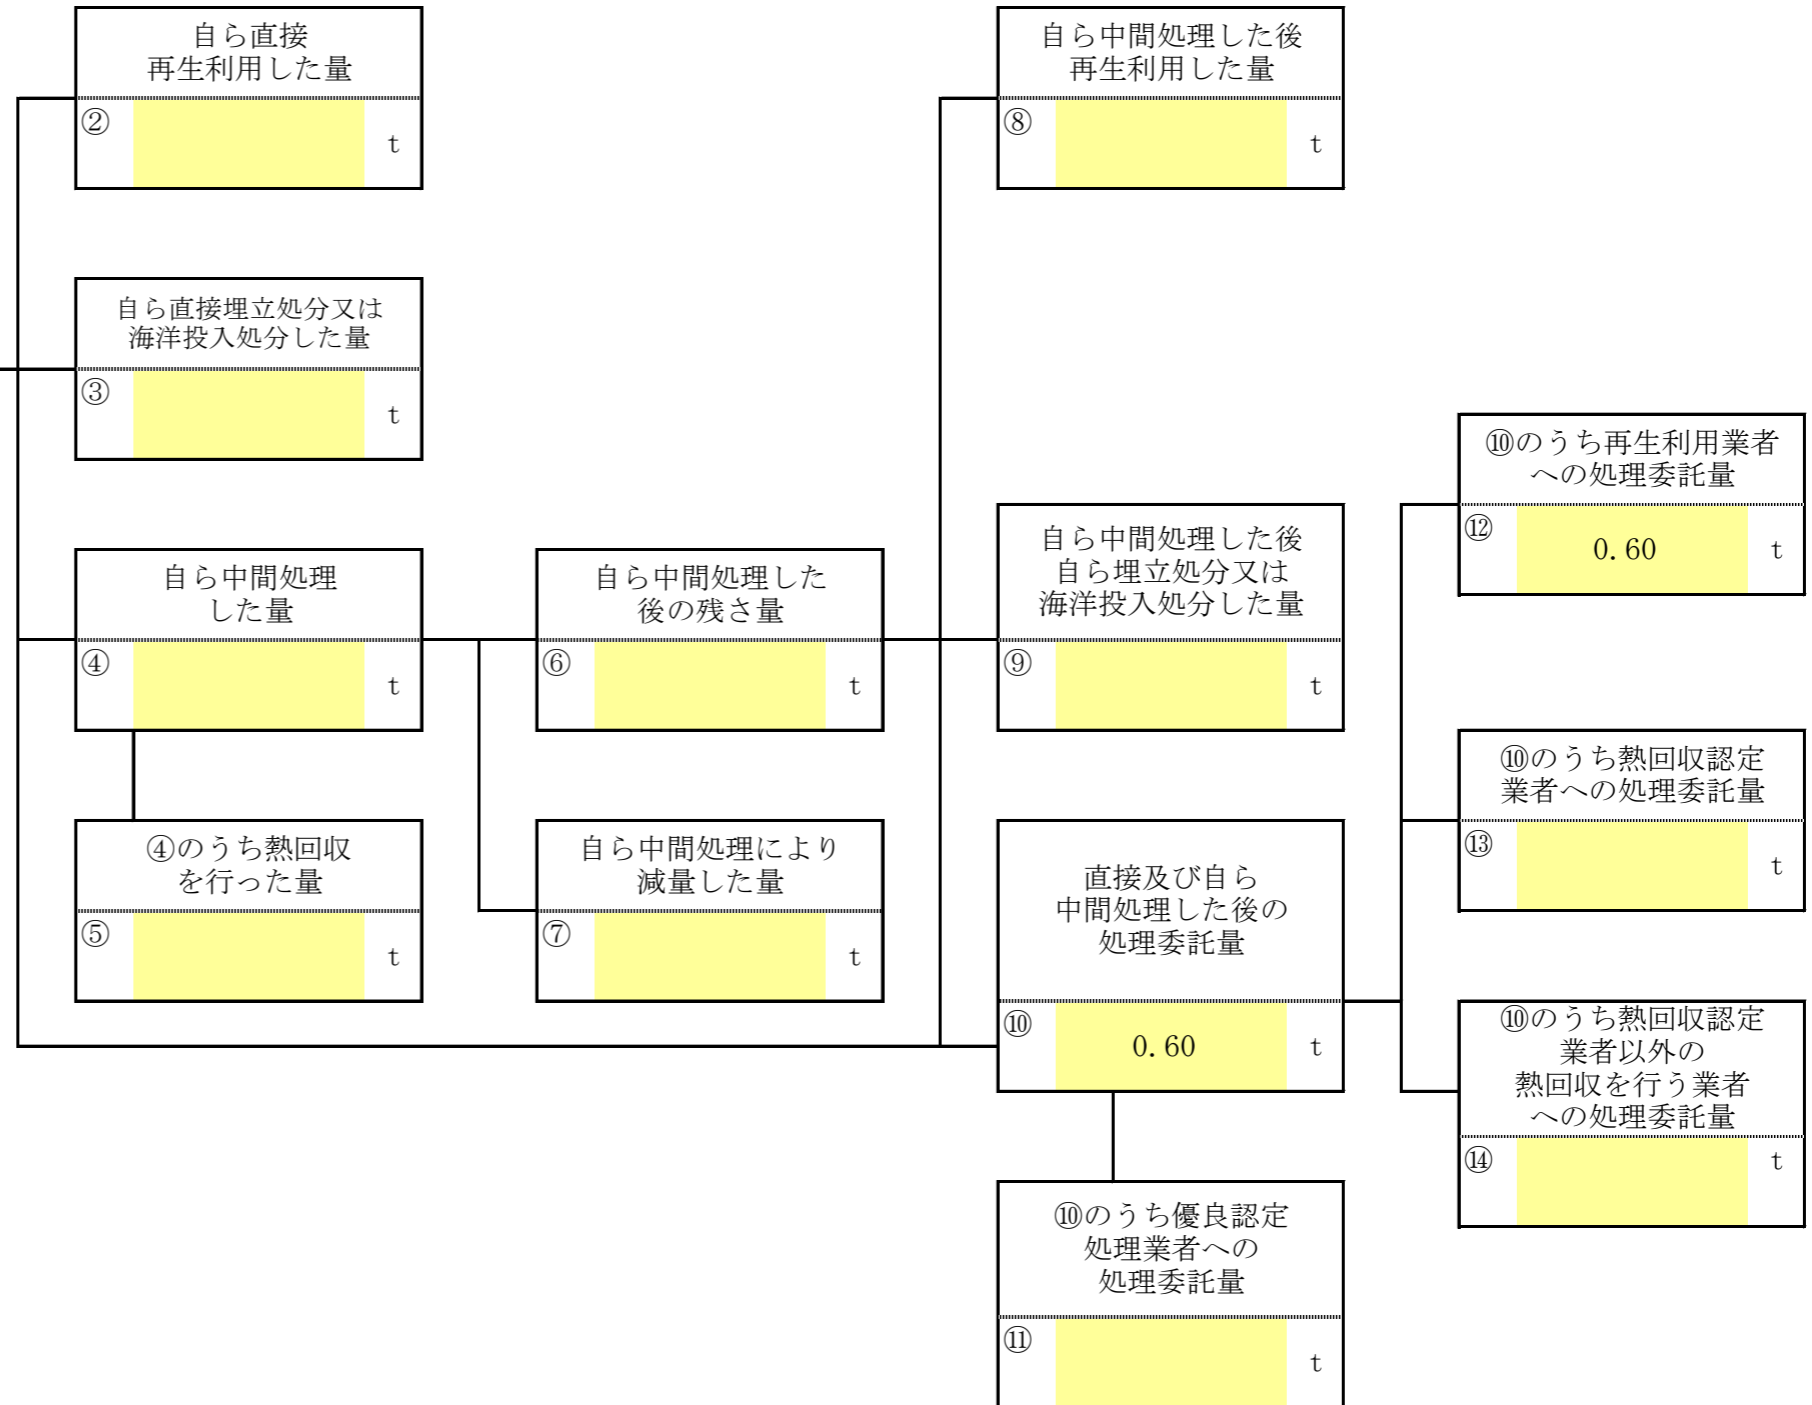 自ら直接
再生利用した量
②
t
自ら中間処理した後
再生利用した量
⑧
t
自ら直接埋立処分又は
海洋投入処分した量
③
t
⑩のうち再生利用業者
への処理委託量
⑫
0.60
t
自ら中間処理
した量
④
t
自ら中間処理した
後の残さ量
⑥
t
自ら中間処理した後
自ら埋立処分又は
海洋投入処分した量
⑨
t
⑩のうち熱回収認定
業者への処理委託量
⑬
t
④のうち熱回収
を行った量
⑤
t
自ら中間処理により
減量した量
⑦
t
直接及び自ら
中間処理した後の
処理委託量
⑩
0.60
t
⑩のうち熱回収認定
業者以外の
熱回収を行う業者
への処理委託量
⑭
t
⑩のうち優良認定
処理業者への
処理委託量
⑪
t